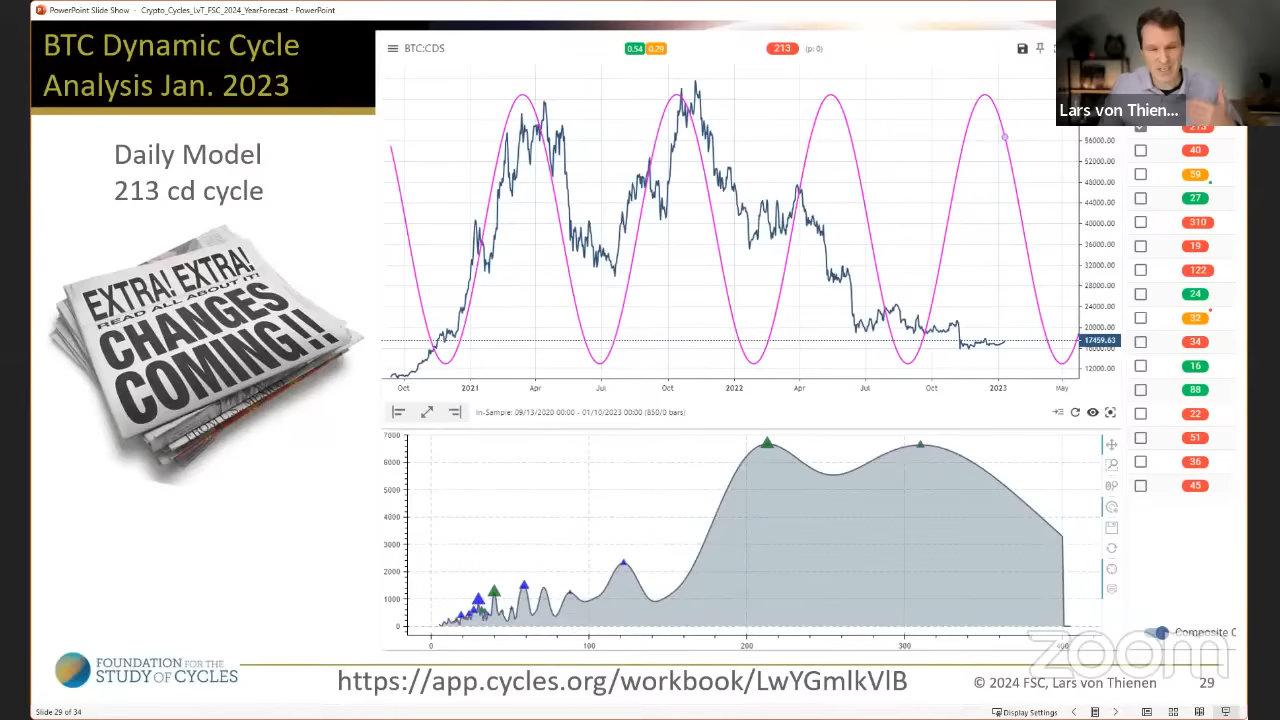 PowerPoint Slide Show - Crypto_Cycles_LvT_FSC_2024_YearForecast - PowerPoint
BTC Dynamic Cycle
Analysis Jan. 2023
Daily Model
213 cd cycle
EXTRA! EXTRA!
READ ALL ABOUT IT!
CHANGES
COMING!!
BTC:CDS
0.54 0.79
213 (p: 0)
Lars von Thien...
56000.00
52000.00
48000.00
44000.00
40000.00
36000.00
32000.00
28000.00
24000.00
20000.00
17459.63
16000.00
12000.00
Oct 2021 Apr Jul Oct 2022 Apr Jul Oct 2023 May
213
40
59
27
310
19
122
24
32
34
16
88
22
51
36
45
In-Sample: 09/13/2020 00:00 - 01/10/2023 00:00 (850/0 bars)
7000
6000
5000
4000
3000
2000
1000
0
0 100 200 300 400
Composite C
zoom
FOUNDATION FOR THE
STUDY OF CYCLES
https://app.cycles.org/workbook/LwYGmlkVlB
© 2024 FSC, Lars von Thienen 29
Slide 29 of 34
Display Settings